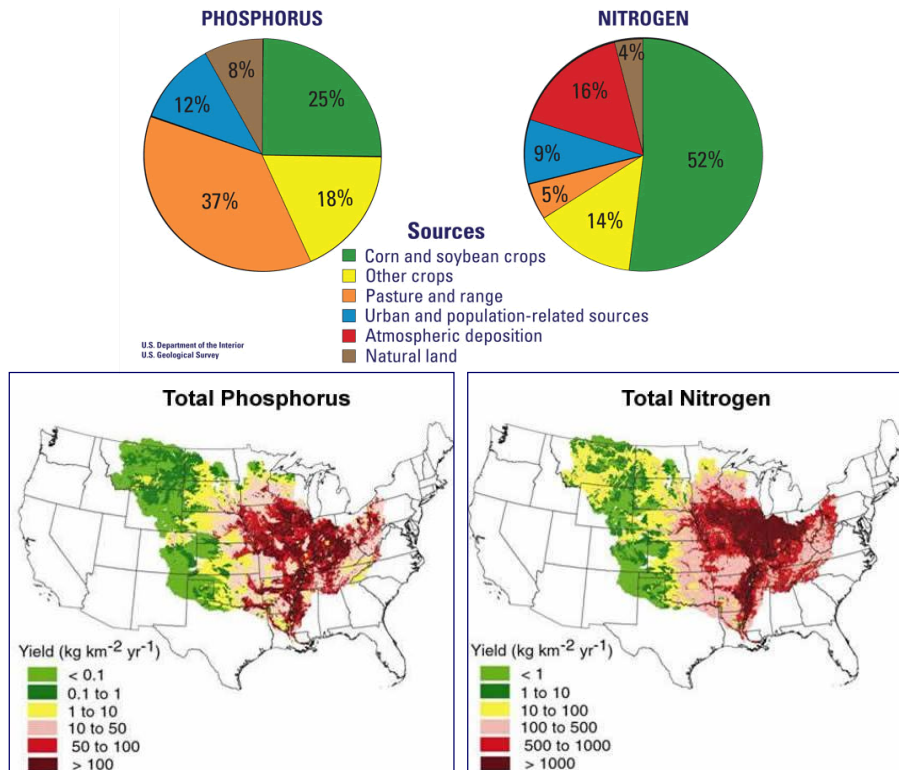 PHOSPHORUS
NITROGEN
8%
25%
12%
37%
18%
4%
16%
9%
5%
14%
52%
Sources
Corn and soybean crops
Other crops
Pasture and range
Urban and population-related sources
Atmospheric deposition
Natural land
U.S. Department of the Interior
U.S. Geological Survey
Total Phosphorus
Yield (kg km⁻² yr⁻¹)
< 0.1
0.1 to 1
1 to 10
10 to 50
50 to 100
> 100
Total Nitrogen
Yield (kg km⁻² yr⁻¹)
< 1
1 to 10
10 to 100
100 to 500
500 to 1000
> 1000